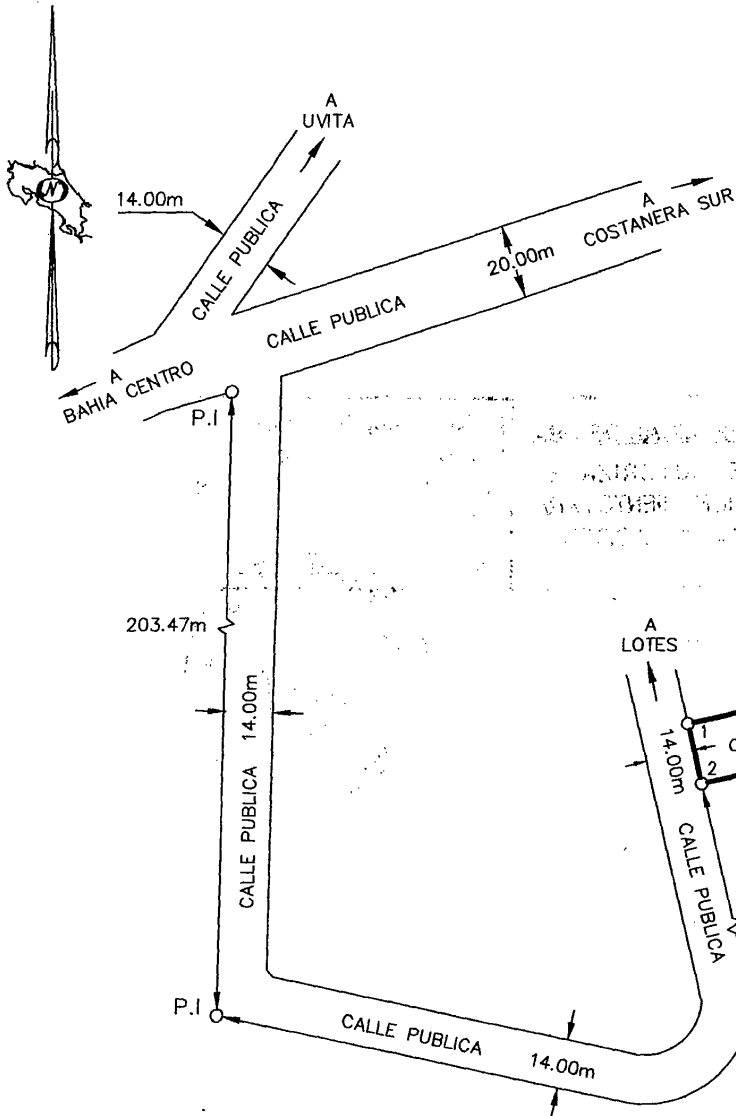 A
UVITA
14.00m
CALLE PUBLICA
A
COSTANERA SUR
20.00m
CALLE PUBLICA
A
BAHIA CENTRO
P.I
203.47m
CALLE PUBLICA 14.00m
A
LOTES
1
14.00m
2
CALLE PUBLICA
P.I
CALLE PUBLICA 14.00m